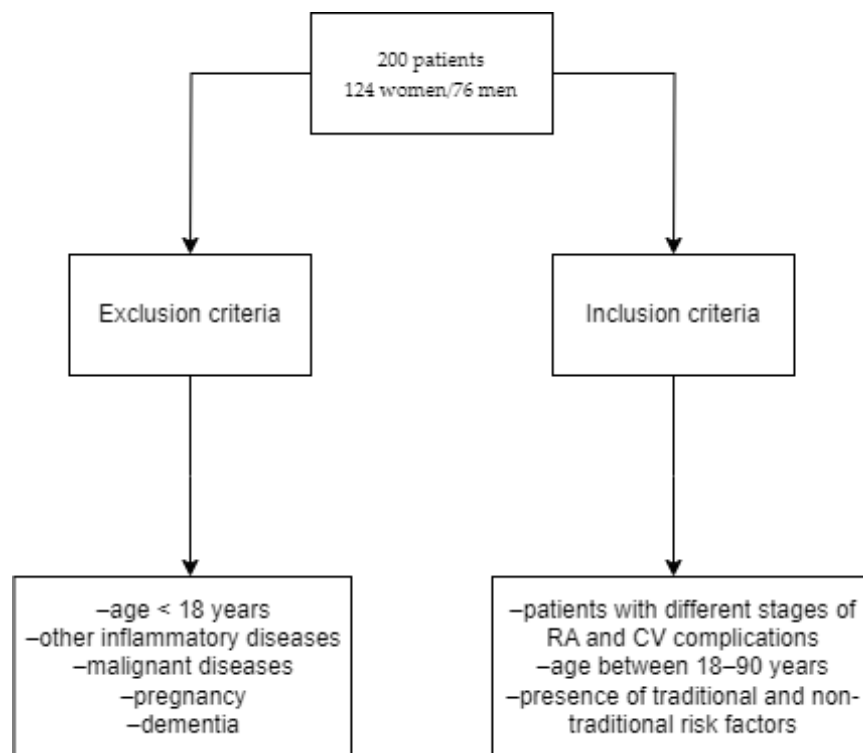 200 patients
124 women/76 men
Exclusion criteria
Inclusion criteria
–age < 18 years
–other inflammatory diseases
–malignant diseases
–pregnancy
–dementia
–patients with different stages of
RA and CV complications
–age between 18–90 years
–presence of traditional and non-
traditional risk factors